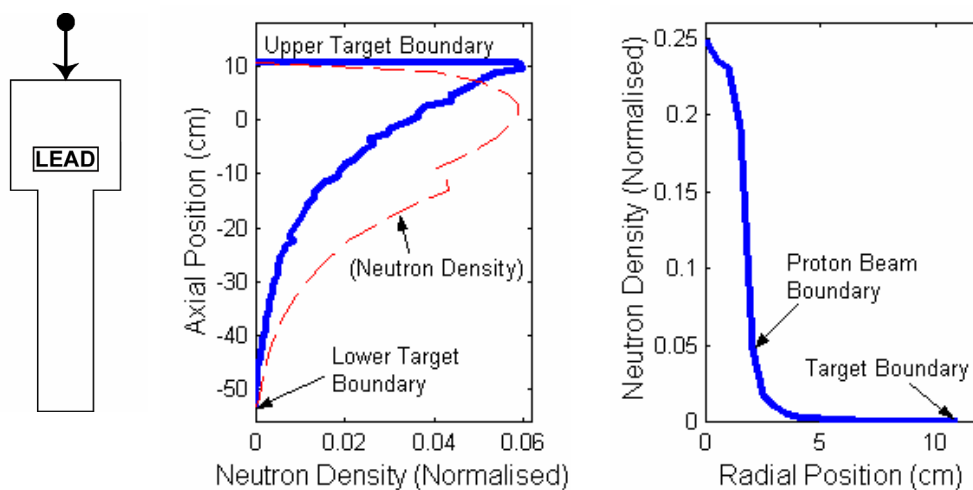 LEAD
Upper Target Boundary
10
0
-10
-20
-30
-40
-50
Axial Position (cm)
(Neutron Density)
Lower Target
Boundary
0
0.02
0.04
0.06
Neutron Density (Normalised)
0.25
0.2
0.15
0.1
0.05
0
Neutron Density (Normalised)
Proton Beam
Boundary
Target Boundary
0
5
10
Radial Position (cm)